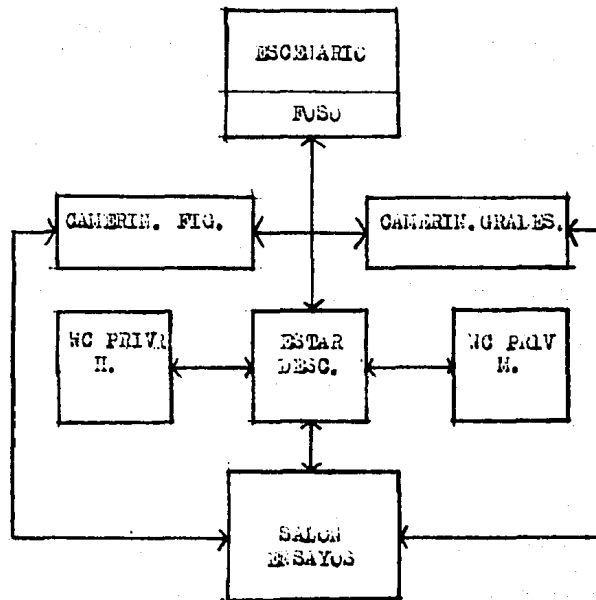 ESCENARIO
FOSO
CAMERIN. FIG.
CAMERIN. GRALES.
WC PRIV.
H.
ESTAR
DESC.
WC PRIV
M.
SALON
ENSAYOS